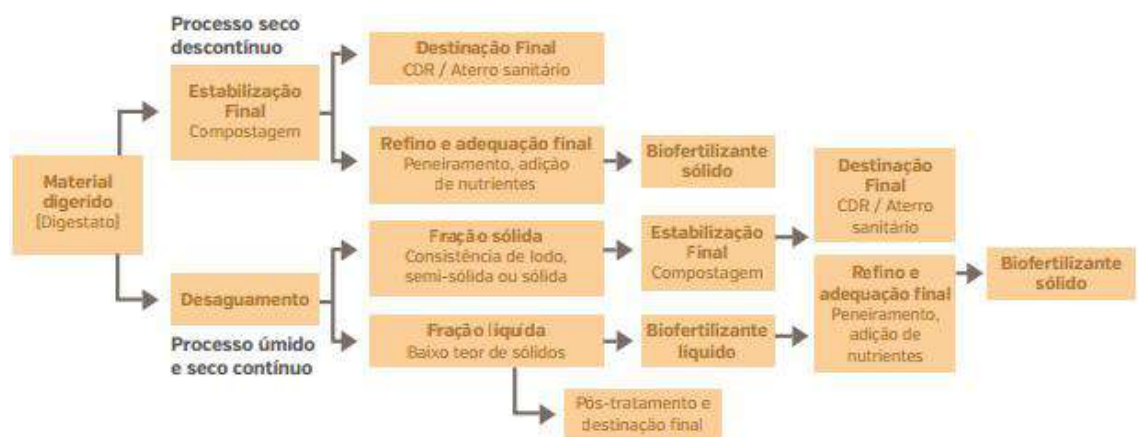 Processo seco
descontínuo
Estabilização
Final
Compostagem
Destinação Final
CDR / Aterro sanitário
Refino e adequação final
Peneiramento, adição
de nutrientes
Biofertilizante
sólido
Material
digerido
[Digestato]
Destinação
Final
CDR / Aterro
sanitário
Fração sólida
Consistência de lodo,
semi-sólida ou sólida
Estabilização
Final
Compostagem
Desaguamento
Processo úmido
e seco contínuo
Fração líquida
Baixo teor de sólidos
Biofertilizante
líquido
Refino e
adequação final
Peneiramento,
adição de
nutrientes
Biofertilizante
sólido
Pós-tratamento e
destinação final